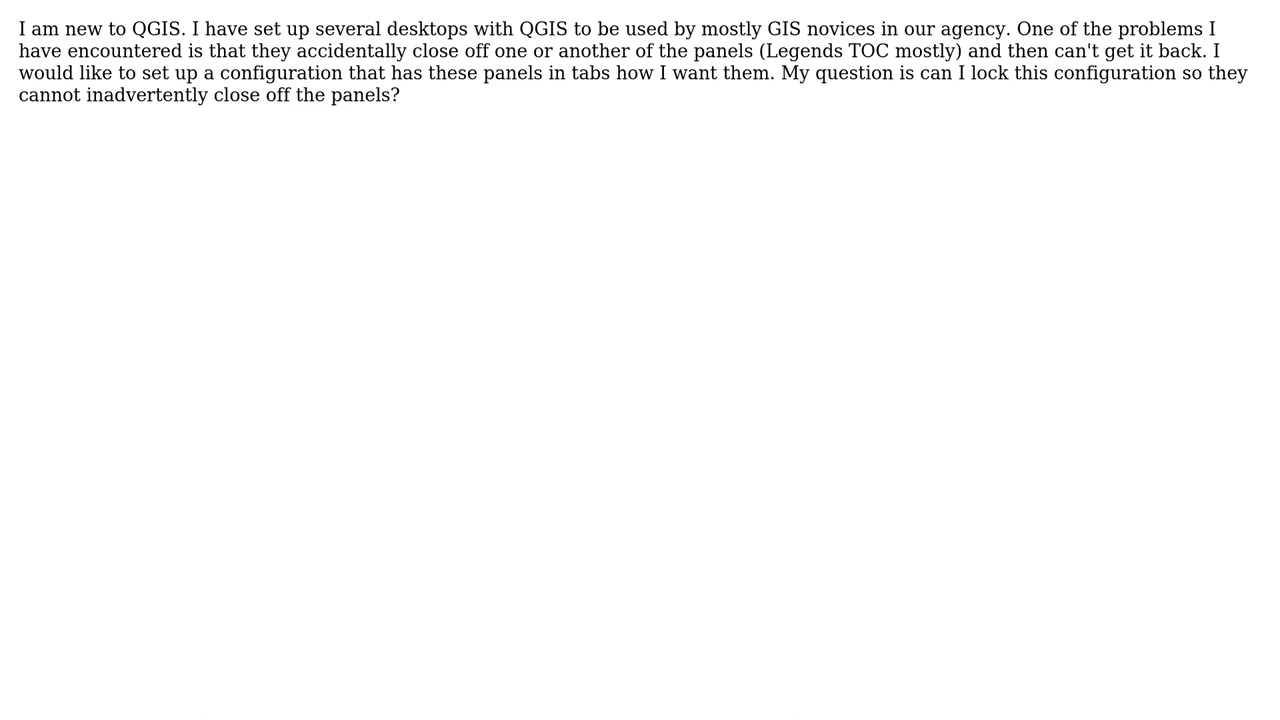 I am new to QGIS. I have set up several desktops with QGIS to be used by mostly GIS novices in our agency. One of the problems I
have encountered is that they accidentally close off one or another of the panels (Legends TOC mostly) and then can't get it back. I
would like to set up a configuration that has these panels in tabs how I want them. My question is can I lock this configuration so they
cannot inadvertently close off the panels?